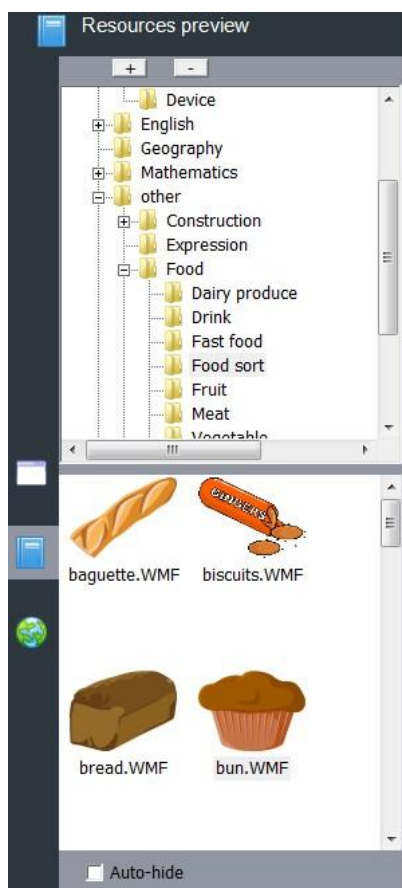 Resources preview
+ -
Device
English
Geography
Mathematics
other
Construction
Expression
Food
Dairy produce
Drink
Fast food
Food sort
Fruit
Meat
Vegetable
GINGERS
baguette.WMF biscuits.WMF
bread.WMF bun.WMF
Auto-hide